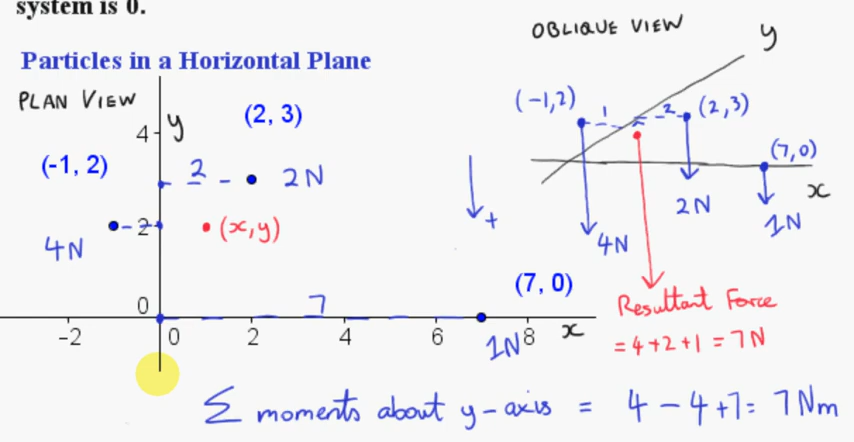 system is 0.
Particles in a Horizontal Plane
PLAN VIEW
y
4
(2, 3)
(-1, 2)
2
2N
2
(x,y)
4N
0
7
(7, 0)
-2
0
2
4
6
8
x
1N
OBLIQUE VIEW
y
(-1,2)
1
2
(2,3)
(7,0)
x
+
2N
1N
4N
Resultant Force
= 4+2+1 = 7N
Σ moments about y-axis = 4 - 4 + 7 = 7 Nm